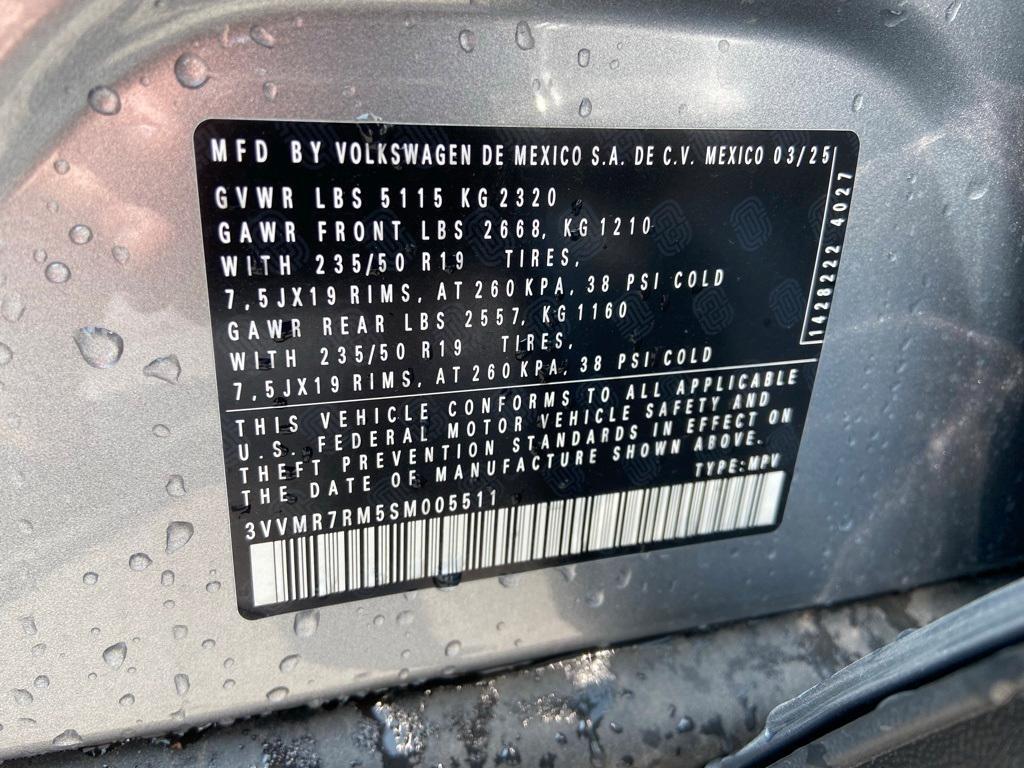 MFD BY VOLKSWAGEN DE MEXICO S.A. DE C.V. MEXICO 03/25
GVWR LBS 5115 KG 2320
GAWR FRONT LBS 2668, KG 1210
WITH 235/50 R19 TIRES,
7,5JX19 RIMS, AT 260 KPA, 38 PSI COLD
GAWR REAR LBS 2557, KG 1160
WITH 235/50 R19 TIRES,
7,5JX19 RIMS, AT 260 KPA, 38 PSI COLD
1428222 4027
THIS VEHICLE CONFORMS TO ALL APPLICABLE
U.S. FEDERAL MOTOR VEHICLE SAFETY AND
THEFT PREVENTION STANDARDS IN EFFECT ON
THE DATE OF MANUFACTURE SHOWN ABOVE.
TYPE:MPV
3VVMR7RM5SM005511